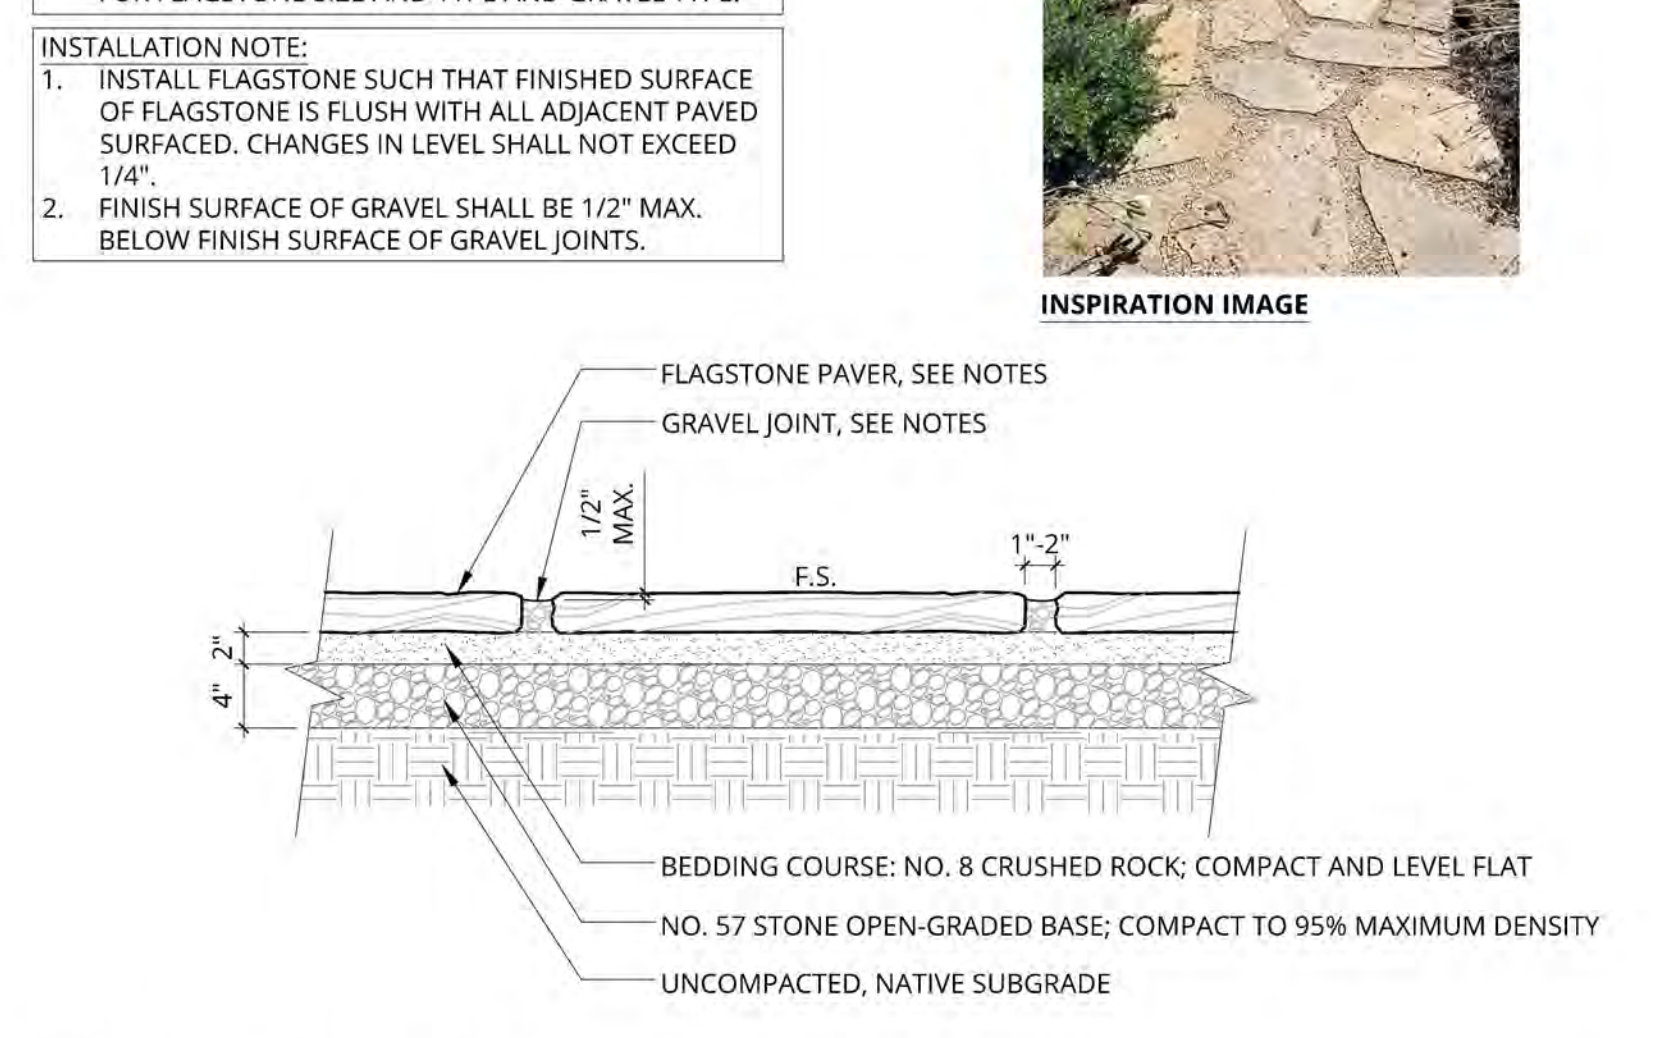 INSTALLATION NOTE:
1. INSTALL FLAGSTONE SUCH THAT FINISHED SURFACE
OF FLAGSTONE IS FLUSH WITH ALL ADJACENT PAVED
SURFACED. CHANGES IN LEVEL SHALL NOT EXCEED
1/4".
2. FINISH SURFACE OF GRAVEL SHALL BE 1/2" MAX.
BELOW FINISH SURFACE OF GRAVEL JOINTS.
INSPIRATION IMAGE
FLAGSTONE PAVER, SEE NOTES
GRAVEL JOINT, SEE NOTES
1/2"
MAX.
1"-2"
F.S.
2"
4"
BEDDING COURSE: NO. 8 CRUSHED ROCK; COMPACT AND LEVEL FLAT
NO. 57 STONE OPEN-GRADED BASE; COMPACT TO 95% MAXIMUM DENSITY
UNCOMPACTED, NATIVE SUBGRADE